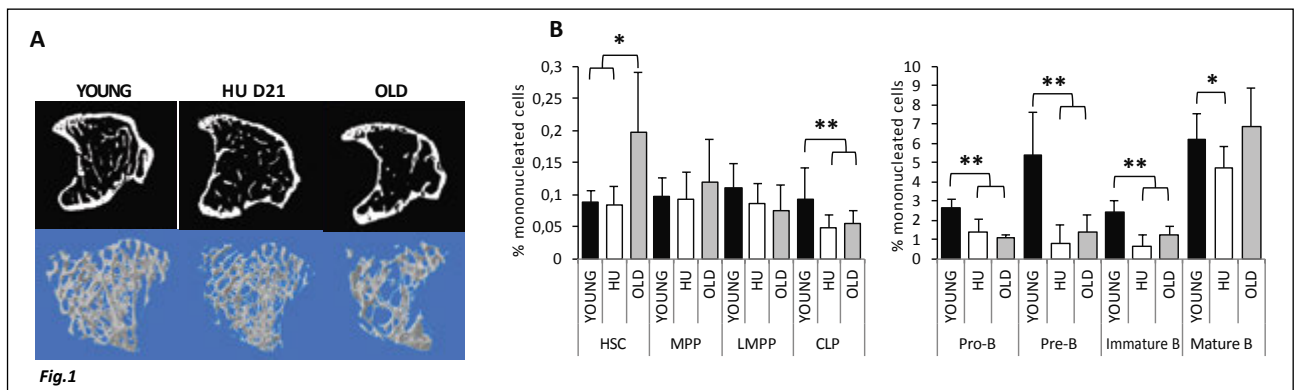 A
YOUNG HU D21 OLD
Fig.1
B
% mononucleated cells
0,3
0,25
0,2
0,15
0,1
0,05
0
*
**
YOUNG HU OLD YOUNG HU OLD YOUNG HU OLD YOUNG HU OLD
HSC MPP LMPP CLP
% mononucleated cells
10
9
8
7
6
5
4
3
2
1
0
**
**
**
*
YOUNG HU OLD YOUNG HU OLD YOUNG HU OLD YOUNG HU OLD
Pro-B Pre-B Immature B Mature B